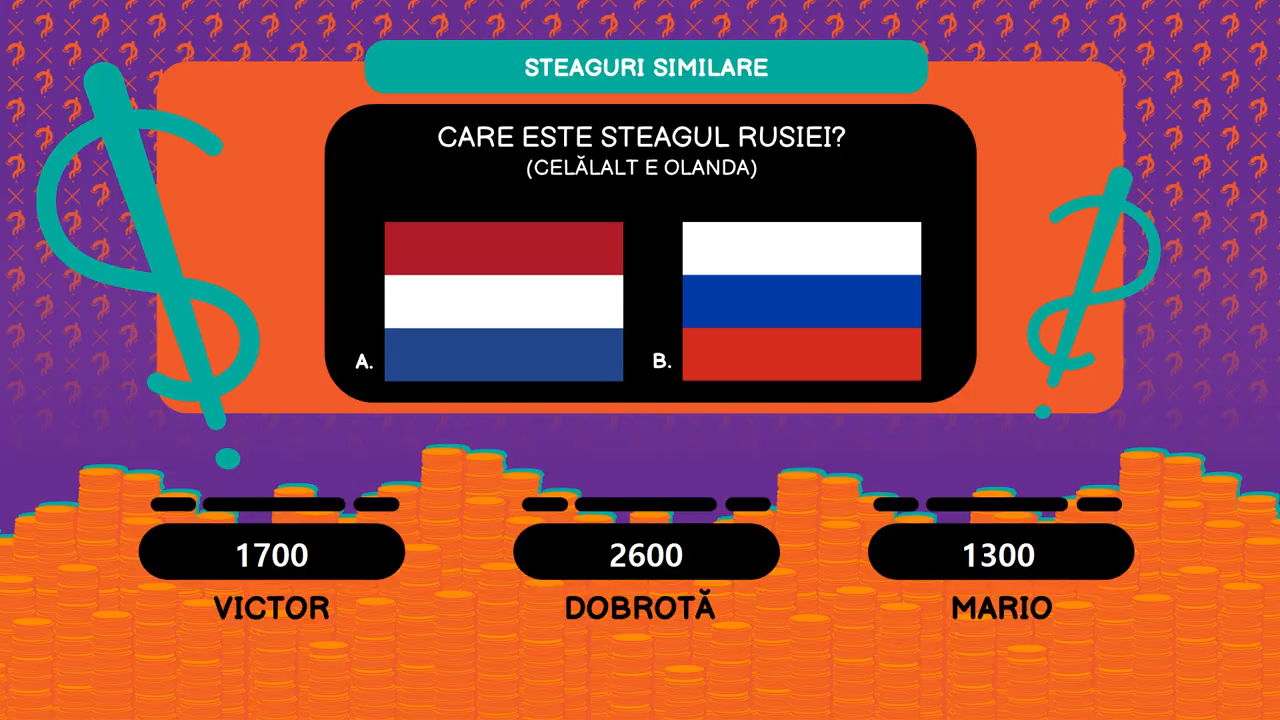 STEAGURI SIMILARE
CARE ESTE STEAGUL RUSIEI?
(CELĂLALT E OLANDA)
A.
B.
1700
2600
1300
VICTOR
DOBROTĂ
MARIO